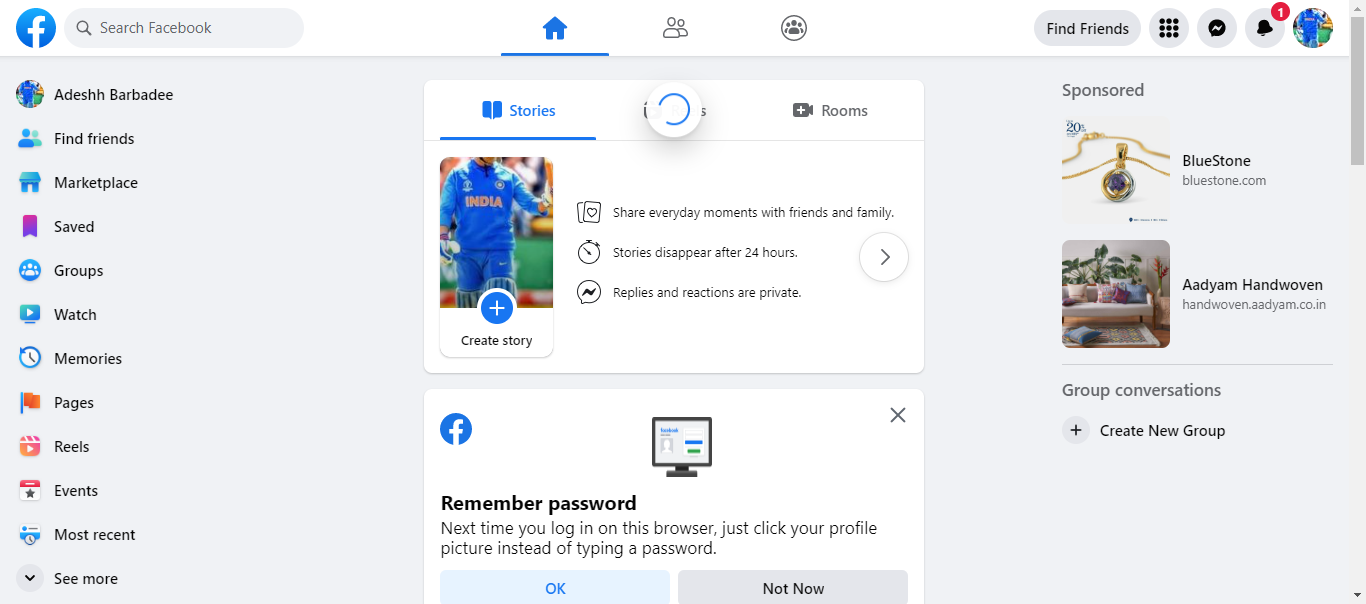 Search Facebook
Find Friends
1
Adeshh Barbadee
Find friends
Marketplace
Saved
Groups
Watch
Memories
Pages
Reels
Events
Most recent
See more
Stories
Rooms
INDIA
Create story
Share everyday moments with friends and family.
Stories disappear after 24 hours.
Replies and reactions are private.
Remember password
Next time you log in on this browser, just click your profile
picture instead of typing a password.
OK
Not Now
Sponsored
20%
BlueStone
bluestone.com
Aadyam Handwoven
handwoven.aadyam.co.in
Group conversations
Create New Group